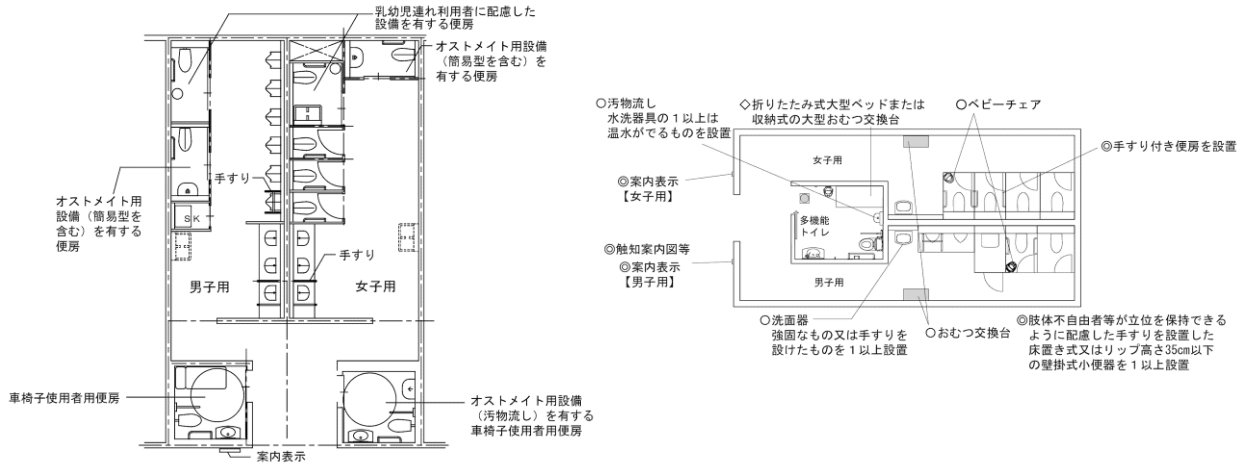 乳幼児連れ利用者に配慮した
設備を有する便房
オストメイト用設備
（簡易型を含む）を
有する便房
手すり
オストメイト用
設備（簡易型を
含む）を有する
便房
SK
手すり
男子用
女子用
車椅子使用者用便房
オストメイト用設備
（汚物流し）を有する
車椅子使用者用便房
案内表示
○汚物流し
水洗器具の１以上は
温水がでるものを設置
◇折りたたみ式大型ベッドまたは
収納式の大型おむつ交換台
○ベビーチェア
◎手すり付き便房を設置
女子用
◎案内表示
【女子用】
多機能
トイレ
◎触知案内図等
◎案内表示
【男子用】
男子用
○洗面器
強固なもの又は手すりを
設けたものを１以上設置
○おむつ交換台
◎肢体不自由者等が立位を保持できる
ように配慮した手すりを設置した
床置き式又はリップ高さ35cm以下
の壁掛式小便器を１以上設置